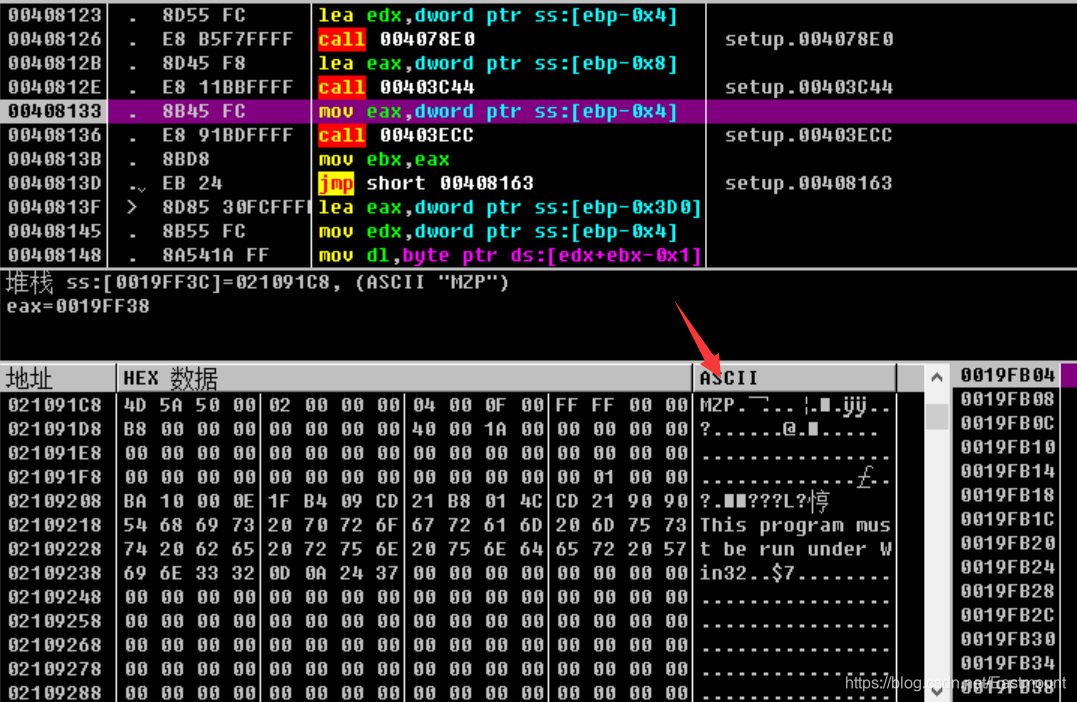 00408123 . 8D55 FC lea edx,dword ptr ss:[ebp-0x4]
00408126 . E8 B5F7FFFF call 004078E0 setup.004078E0
0040812B . 8D45 F8 lea eax,dword ptr ss:[ebp-0x8]
0040812E . E8 11BBFFFF call 00403C44 setup.00403C44
00408133 . 8B45 FC mov eax,dword ptr ss:[ebp-0x4]
00408136 . E8 91BDFFFF call 00403ECC setup.00403ECC
0040813B . 8BD8 mov ebx,eax
0040813D . EB 24 jmp short 00408163 setup.00408163
0040813F > 8D85 30FCFFF lea eax,dword ptr ss:[ebp-0x3D0]
00408145 . 8B55 FC mov edx,dword ptr ss:[ebp-0x4]
00408148 . 8A541A FF mov dl,byte ptr ds:[edx+ebx-0x1]
堆栈 ss:[0019FF3C]=021091C8, (ASCII "MZP")
eax=0019FF38
地址 HEX 数据 ASCII 0019FB04
021091C8 4D 5A 50 00 02 00 00 00 04 00 0F 00 FF FF 00 00 MZP. ... .ÿÿ.. 0019FB08
021091D8 B8 00 00 00 00 00 00 00 40 00 1A 00 00 00 00 00 ?.......@. ..... 0019FB0C
021091E8 00 00 00 00 00 00 00 00 00 00 00 00 00 00 00 00 ................ 0019FB10
021091F8 00 00 00 00 00 00 00 00 00 00 00 00 00 01 00 00 .............£.. 0019FB14
02109208 BA 10 00 0E 1F B4 09 CD 21 B8 01 4C CD 21 90 90 ?. ???L?悙 0019FB18
02109218 54 68 69 73 20 70 72 6F 67 72 61 6D 20 6D 75 73 This program mus 0019FB1C
02109228 74 20 62 65 20 72 75 6E 20 75 6E 64 65 72 20 57 t be run under W 0019FB20
02109238 69 6E 33 32 0D 0A 24 37 00 00 00 00 00 00 00 00 in32..$7........ 0019FB24
02109248 00 00 00 00 00 00 00 00 00 00 00 00 00 00 00 00 ................ 0019FB28
02109258 00 00 00 00 00 00 00 00 00 00 00 00 00 00 00 00 ................ 0019FB2C
02109268 00 00 00 00 00 00 00 00 00 00 00 00 00 00 00 00 ................ 0019FB30
02109278 00 00 00 00 00 00 00 00 00 00 00 00 00 00 00 00 ................ 0019FB34
02109288 00 00 00 00 00 00 00 00 00 00 00 00 00 00 00 00 ................ 0019FB38
https://blog.csdn.net/Eastmount